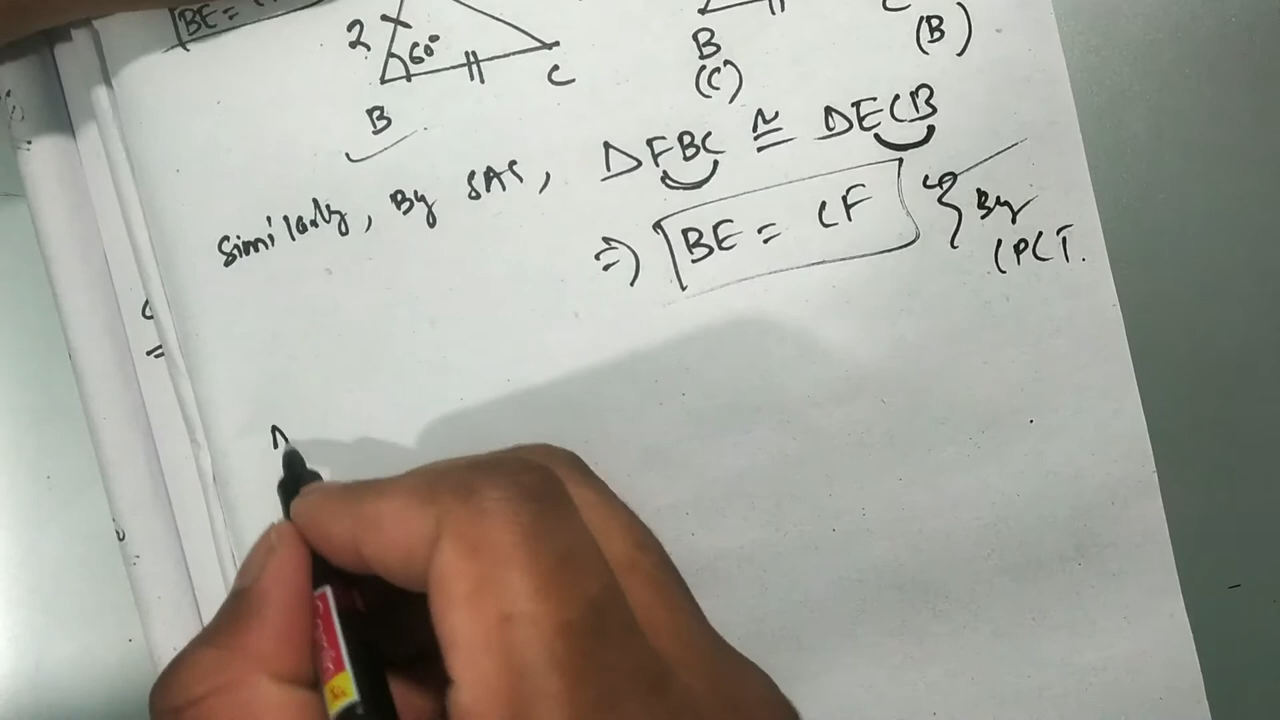 BE =
2
60°
B
C
B
(C)
(B)
Similarly, By SAS, ΔFBC ≅ ΔECB
⇒ BE = CF } By
CPCT.